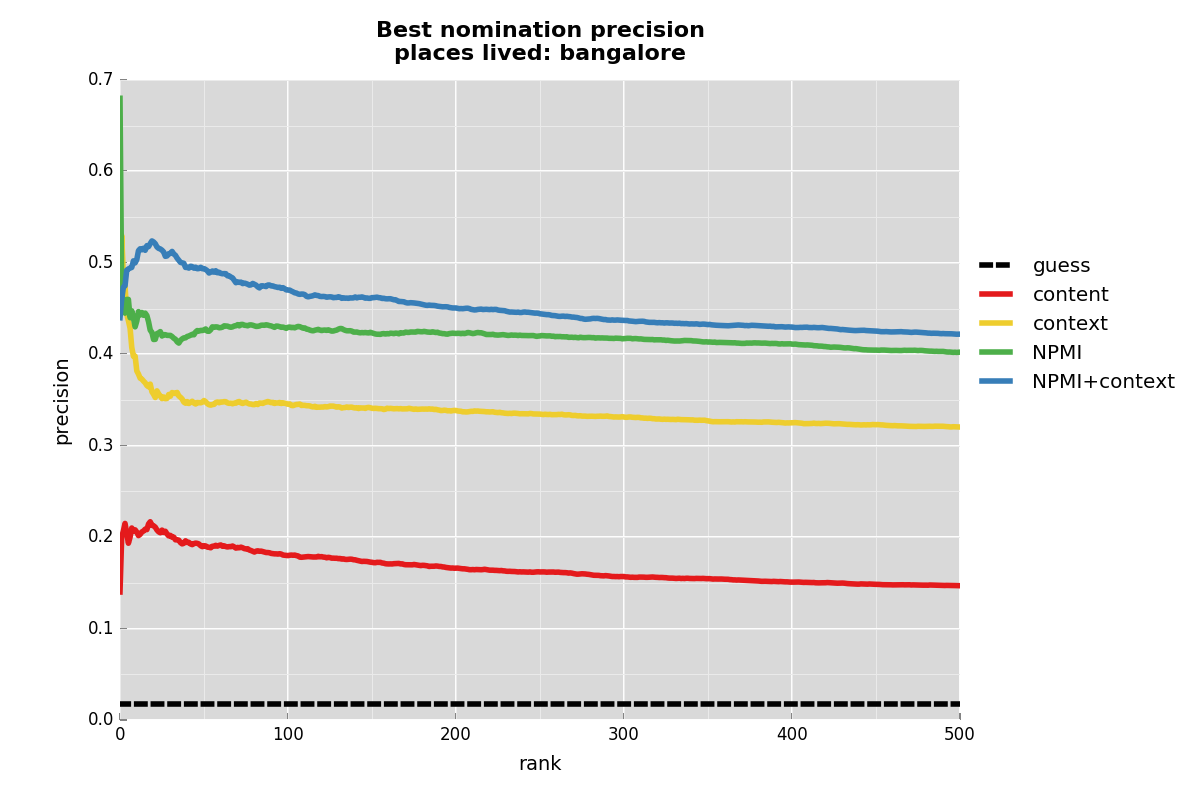 Best nomination precision
places lived: bangalore
0.7
0.6
0.5
0.4
0.3
0.2
0.1
0.0
precision
0
100
200
300
400
500
rank
guess
content
context
NPMI
NPMI+context